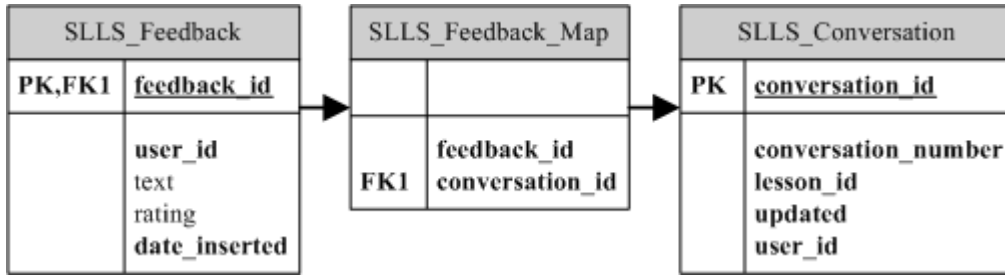 SLLS_Feedback
PK,FK1 feedback_id
user_id
text
rating
date_inserted
SLLS_Feedback_Map
feedback_id
FK1 conversation_id
SLLS_Conversation
PK conversation_id
conversation_number
lesson_id
updated
user_id